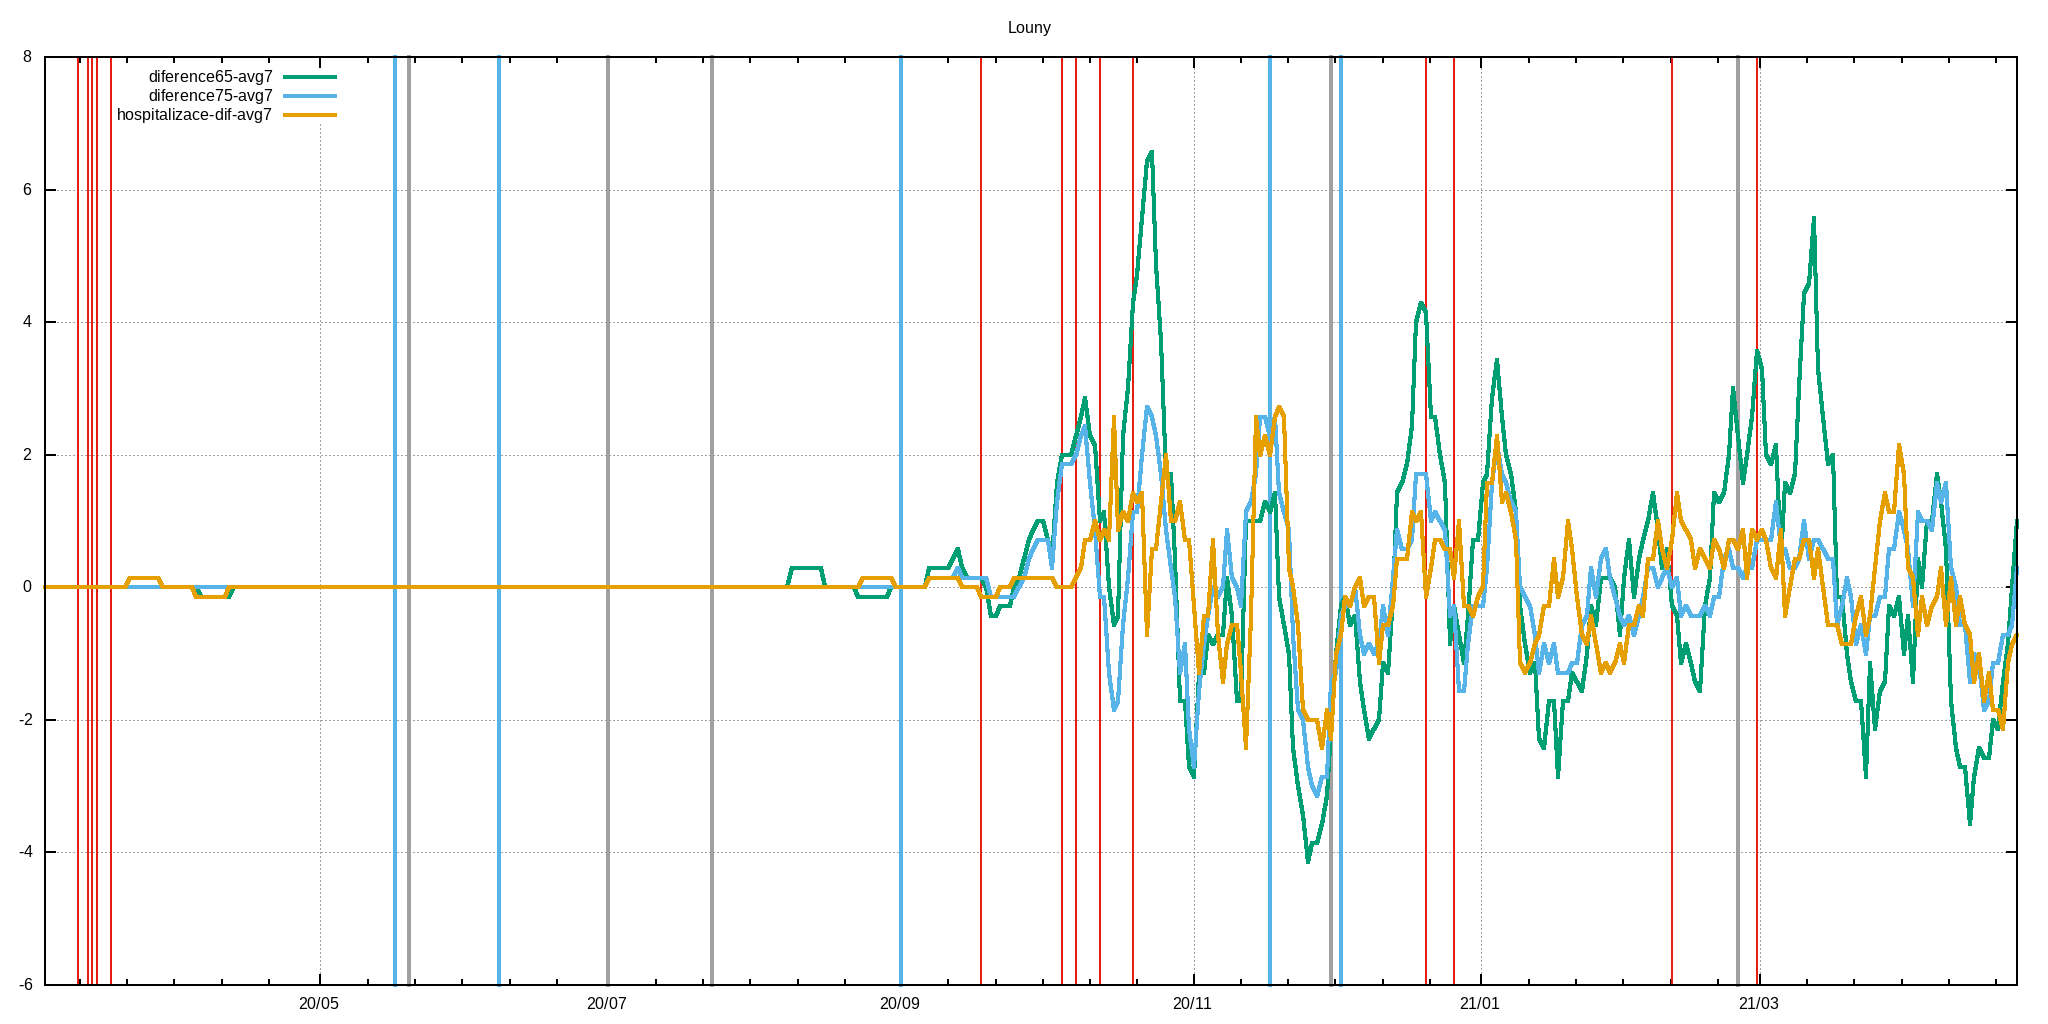 Louny
8
diference65-avg7
diference75-avg7
hospitalizace-dif-avg7
6
4
2
0
-2
-4
-6
20/05 20/07 20/09 20/11 21/01 21/03